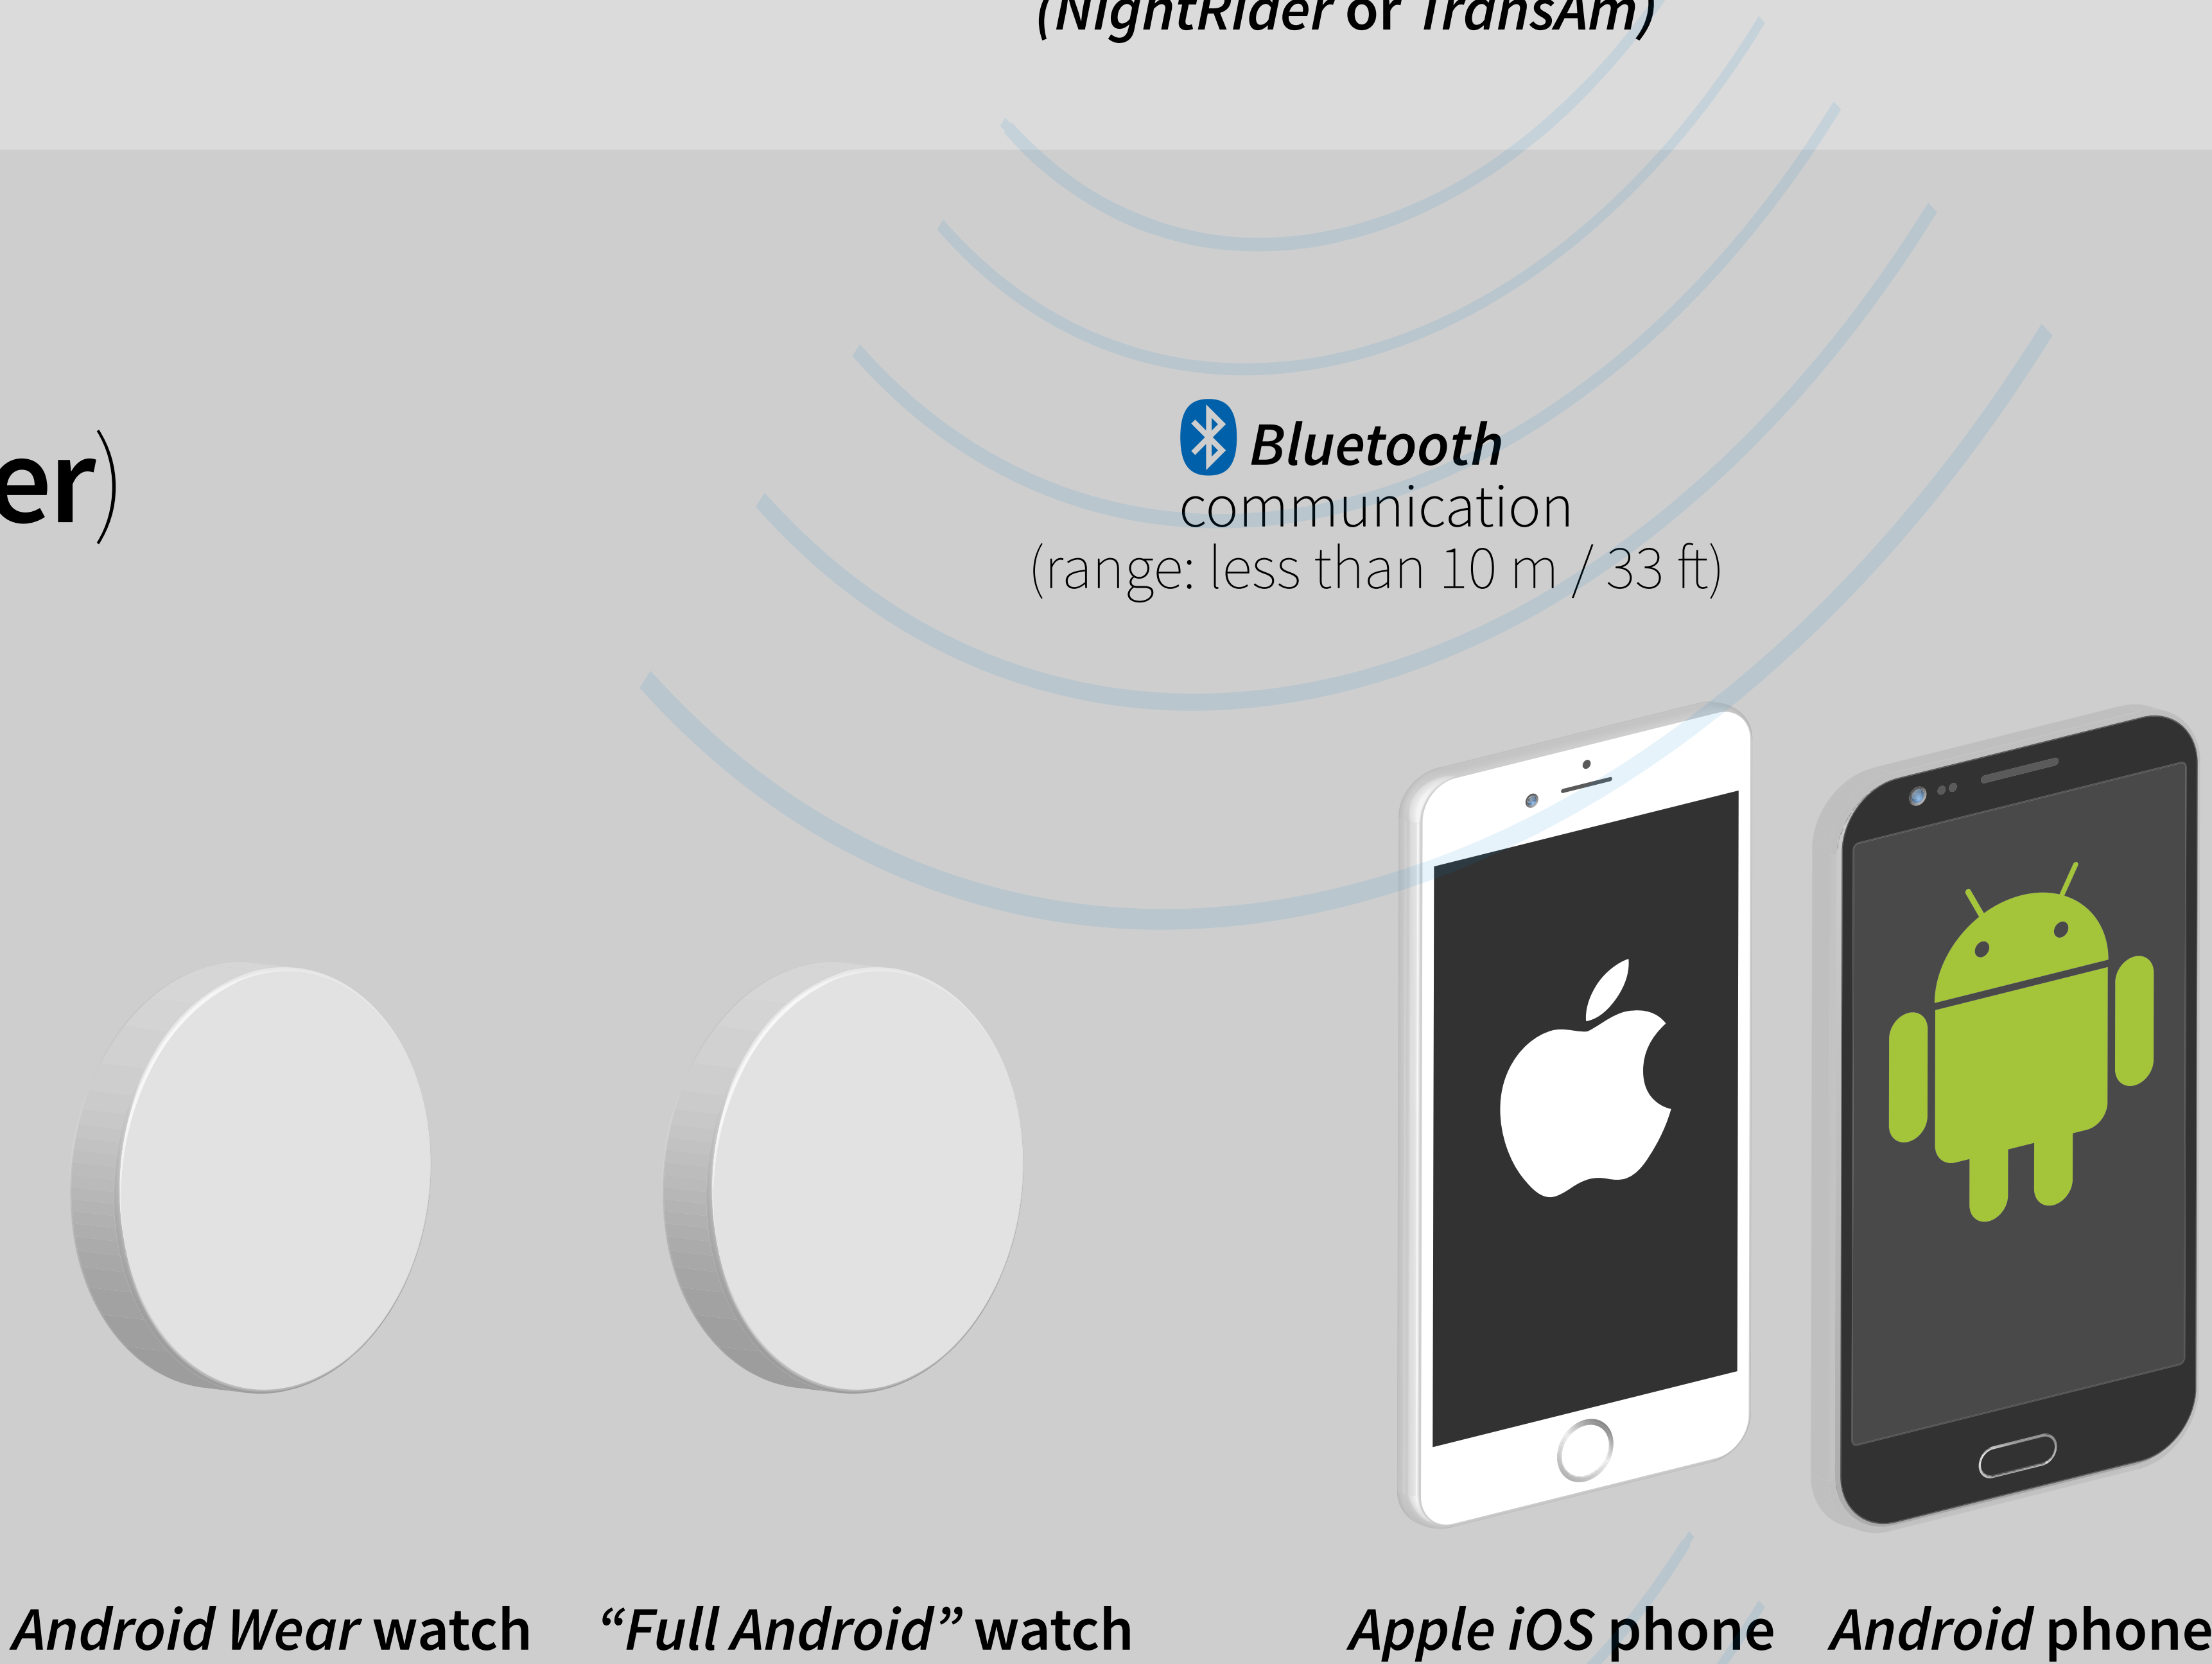 (NightRider or TransAm)
er)
Bluetooth
communication
(range: less than 10 m / 33 ft)
Android Wear watch “Full Android” watch Apple iOS phone Android phone